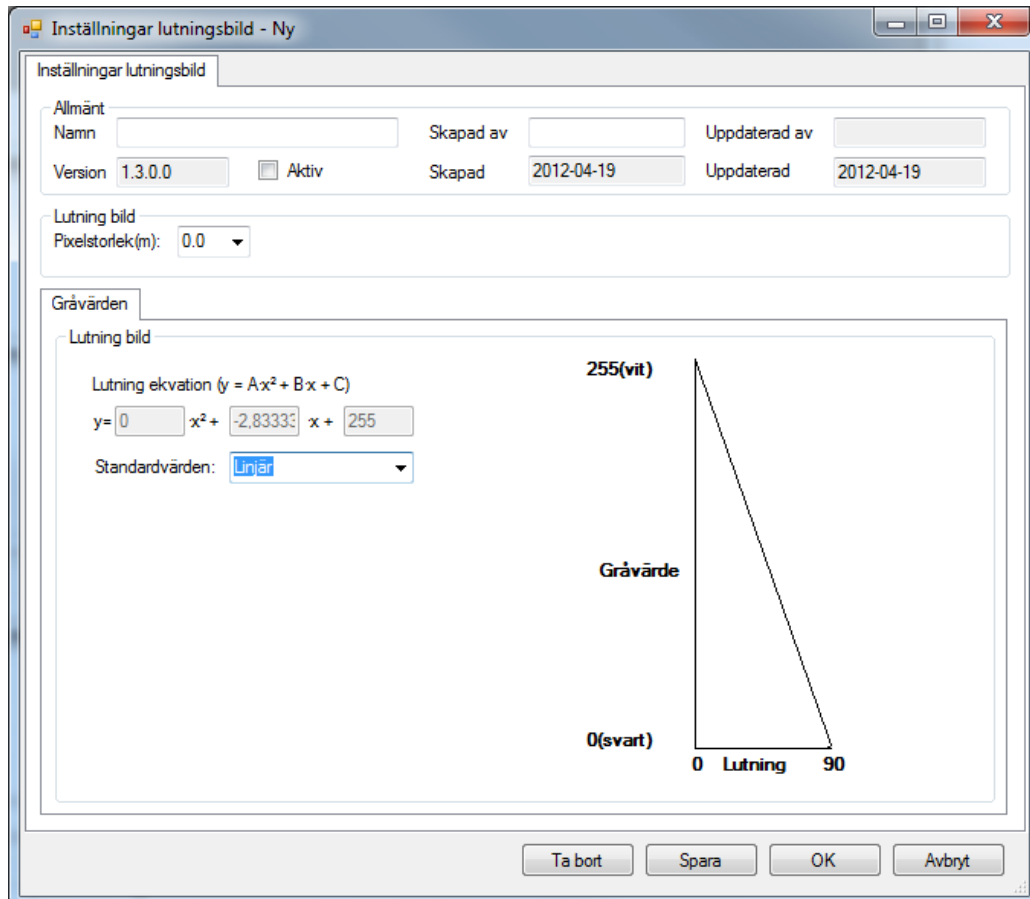 Inställningar lutningsbild - Ny
Inställningar lutningsbild
Allmänt
Namn Skapad av Uppdaterad av
Version 1.3.0.0 Aktiv Skapad 2012-04-19 Uppdaterad 2012-04-19
Lutning bild
Pixelstorlek(m): 0.0
Gråvärden
Lutning bild
Lutning ekvation (y = A·x² + B·x + C)
y= 0 ·x² + -2,83333 ·x + 255
Standardvärden: Linjär
255(vit)
Gråvärde
0(svart)
0 Lutning 90
Ta bort Spara OK Avbryt